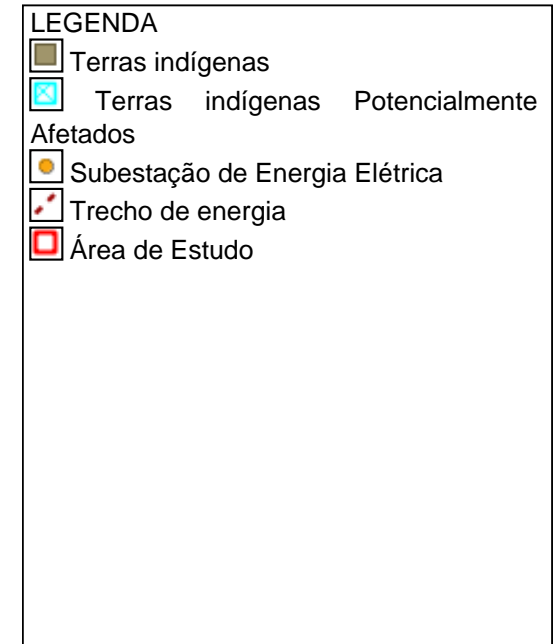 LEGENDA
Terras indígenas
Terras indígenas Potencialmente
Afetados
Subestação de Energia Elétrica
Trecho de energia
Área de Estudo